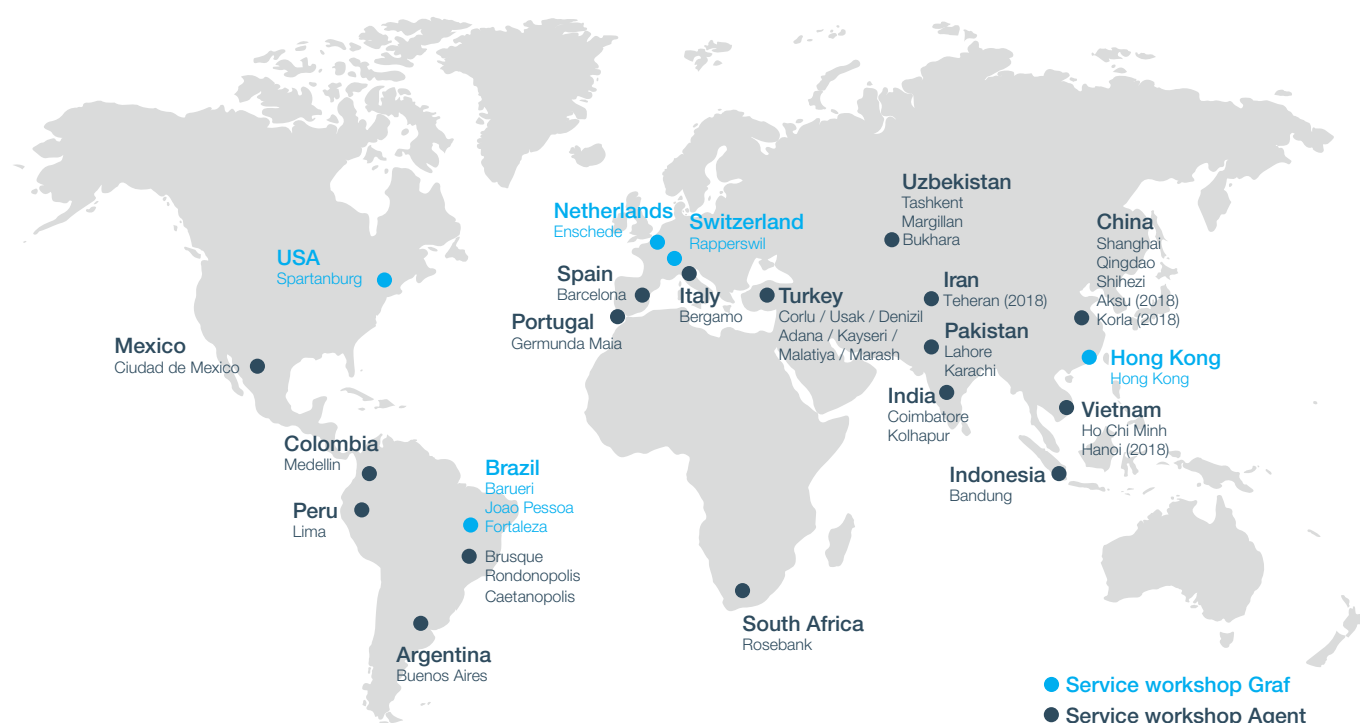 Uzbekistan
Tashkent
Margillan
Bukhara
Netherlands
Enschede
Switzerland
Rapperswil
China
Shanghai
Qingdao
Shihezi
Aksu (2018)
Korla (2018)
USA
Spartanburg
Spain
Barcelona
Italy
Bergamo
Turkey
Corlu / Usak / Denizil
Adana / Kayseri /
Malatiya / Marash
Iran
Teheran (2018)
Portugal
Germunda Maia
Pakistan
Lahore
Karachi
Mexico
Ciudad de Mexico
Hong Kong
Hong Kong
India
Coimbatore
Kolhapur
Vietnam
Ho Chi Minh
Hanoi (2018)
Colombia
Medellin
Brazil
Barueri
Joao Pessoa
Fortaleza
Indonesia
Bandung
Peru
Lima
Brusque
Rondonopolis
Caetanopolis
South Africa
Rosebank
Argentina
Buenos Aires
Service workshop Graf
Service workshop Agent